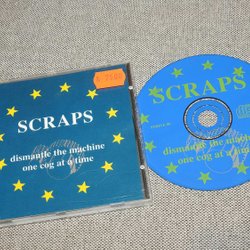 SCRAPS
dismantle the machine
one cog at a time
SCRAPS
dismantle the machine
one cog at a time